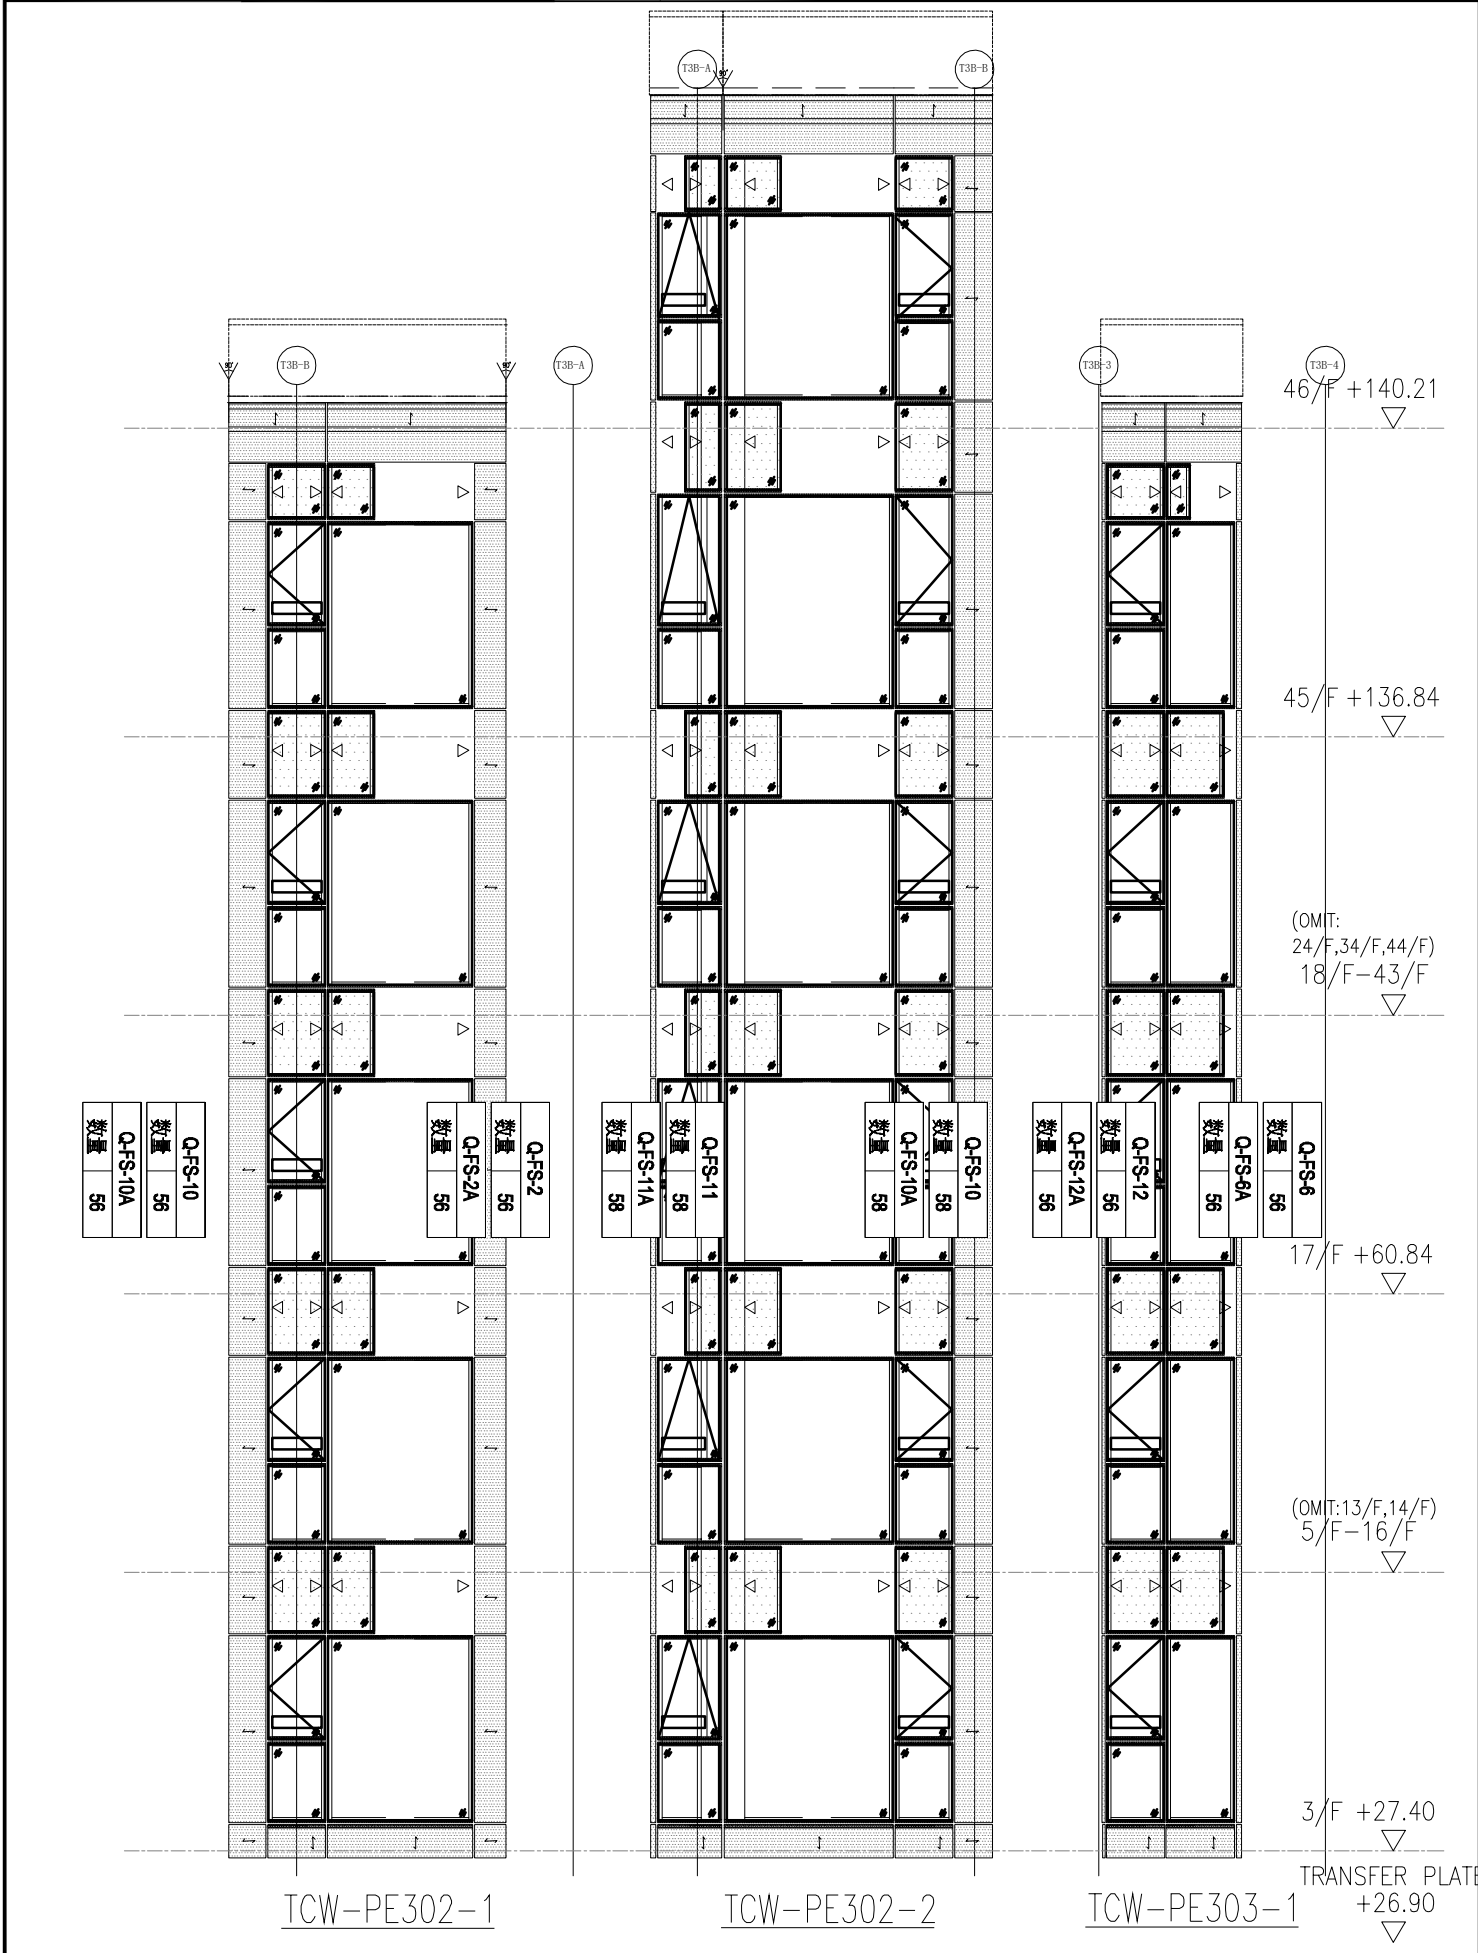 T3B-A
90°
T3B-B
T3B-B
90°
90°
T3B-A
T3B-3
T3B-4
46/F +140.21
45/F +136.84
(OMIT:
24/F,34/F,44/F)
18/F-43/F
Q-FS-10
数量 56
Q-FS-10A
数量 56
Q-FS-2
数量 56
Q-FS-2A
数量 56
Q-FS-11
数量 58
Q-FS-11A
数量 58
Q-FS-10
数量 58
Q-FS-10A
数量 58
Q-FS-12
数量 56
Q-FS-12A
数量 56
Q-FS-6
数量 56
Q-FS-6A
数量 56
17/F +60.84
(OMIT:13/F,14/F)
5/F-16/F
3/F +27.40
TRANSFER PLATE
+26.90
TCW-PE302-1
TCW-PE302-2
TCW-PE303-1